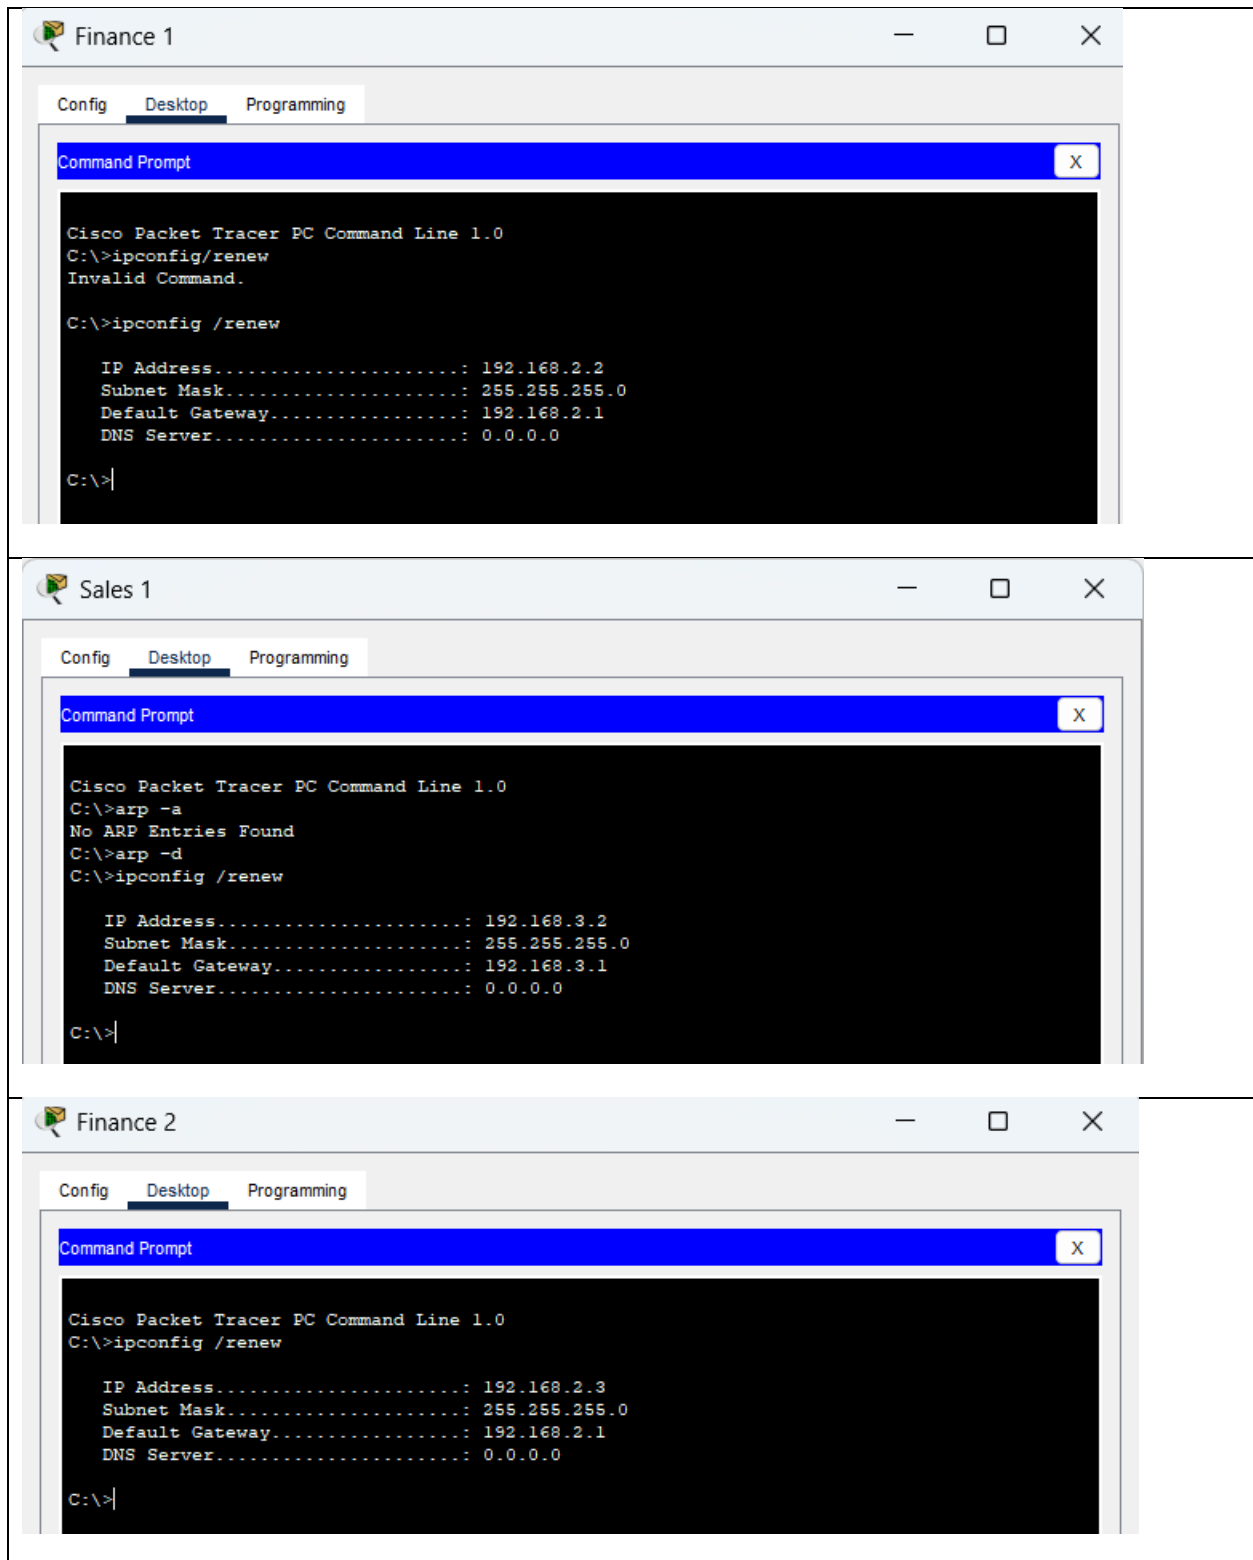 Finance 1
Config Desktop Programming
Command Prompt X
Cisco Packet Tracer PC Command Line 1.0
C:\>ipconfig/renew
Invalid Command.
C:\>ipconfig /renew
IP Address......................: 192.168.2.2
Subnet Mask.....................: 255.255.255.0
Default Gateway.................: 192.168.2.1
DNS Server......................: 0.0.0.0
C:\>
Sales 1
Config Desktop Programming
Command Prompt X
Cisco Packet Tracer PC Command Line 1.0
C:\>arp -a
No ARP Entries Found
C:\>arp -d
C:\>ipconfig /renew
IP Address......................: 192.168.3.2
Subnet Mask.....................: 255.255.255.0
Default Gateway.................: 192.168.3.1
DNS Server......................: 0.0.0.0
C:\>
Finance 2
Config Desktop Programming
Command Prompt X
Cisco Packet Tracer PC Command Line 1.0
C:\>ipconfig /renew
IP Address......................: 192.168.2.3
Subnet Mask.....................: 255.255.255.0
Default Gateway.................: 192.168.2.1
DNS Server......................: 0.0.0.0
C:\>